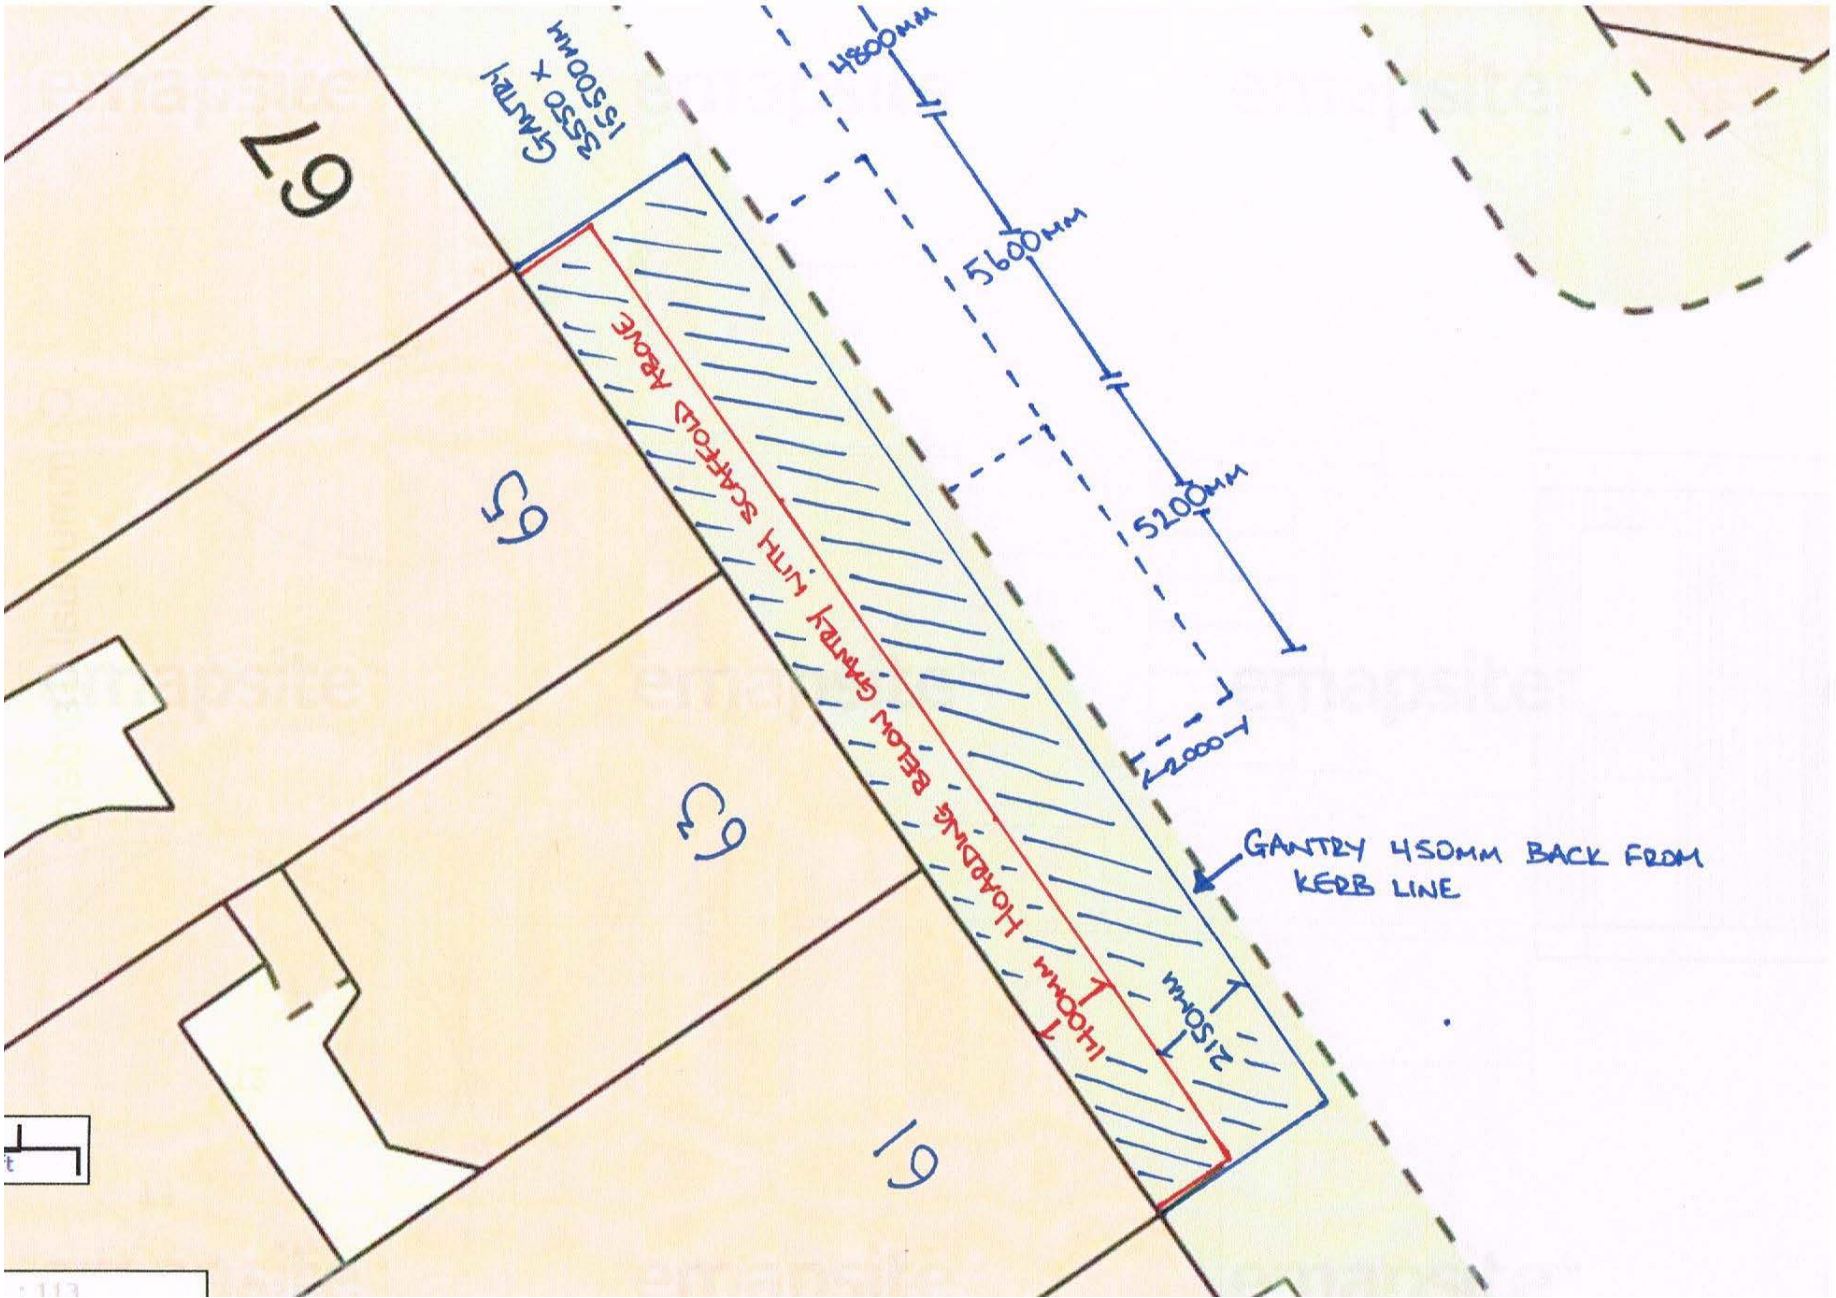 GANTRY
3550 X
15500MM
4800MM
5600MM
5200MM
2000
67
65
63
61
HOARDING BELOW GANTRY WITH SCAFFOLD ABOVE
1400MM
2150MM
GANTRY 450MM BACK FROM
KERB LINE
emapsite
emapsite
emapsite
emapsite
emapsite
emapsite
113